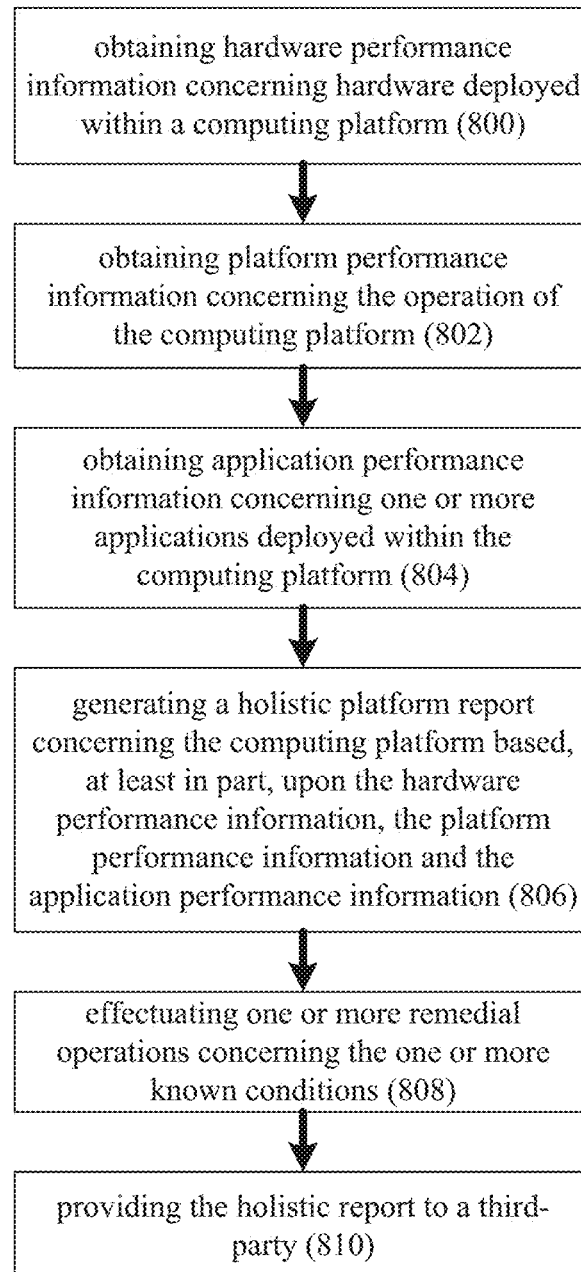 obtaining hardware performance
information concerning hardware deployed
within a computing platform (800)
obtaining platform performance
information concerning the operation of
the computing platform (802)
obtaining application performance
information concerning one or more
applications deployed within the
computing platform (804)
generating a holistic platform report
concerning the computing platform based,
at least in part, upon the hardware
performance information, the platform
performance information and the
application performance information (806)
effectuating one or more remedial
operations concerning the one or more
known conditions (808)
providing the holistic report to a third-
party (810)